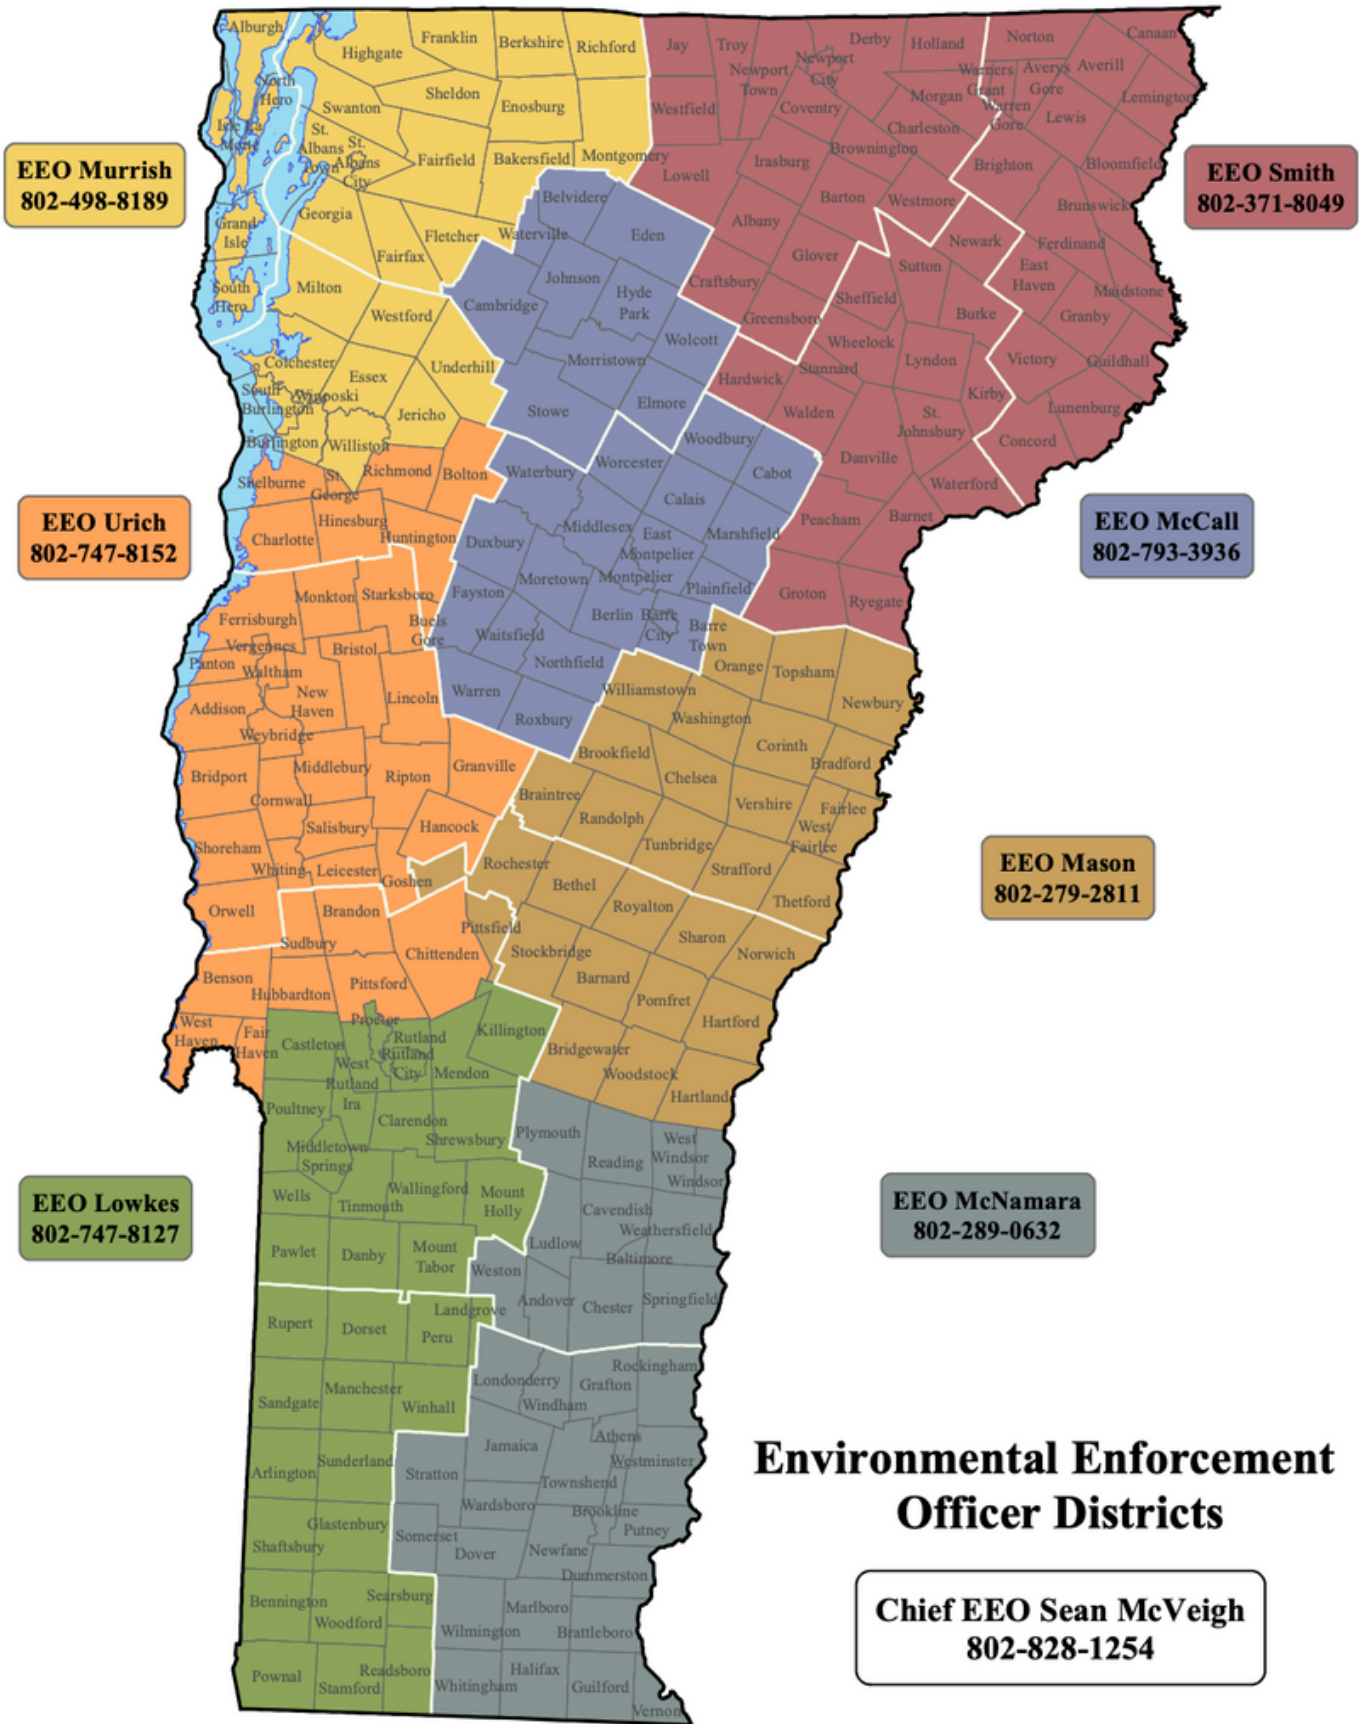 Alburgh
Highgate
Franklin
Berkshire
Richford
Jay
Troy
Newport
Town
Newport
City
Derby
Holland
Norton
Canaan
North
Hero
Swanton
Sheldon
Enosburg
Westfield
Coventry
Morgan
Warners
Grant
Averys
Gore
Averill
Warren
Gore
Lewis
Lemington
Isle La
Motte
St.
Albans
Town
St.
Albans
City
Fairfield
Bakersfield
Montgomery
Lowell
Irasburg
Brownington
Charleston
Brighton
Bloomfield
EEO Murrish
802-498-8189
EEO Smith
802-371-8049
Georgia
Grand
Isle
Fairfax
Fletcher
Waterville
Belvidere
Eden
Albany
Barton
Westmore
Brunswick
Newark
Ferdinand
South
Hero
Milton
Westford
Cambridge
Johnson
Hyde
Park
Craftsbury
Glover
Sheffield
Sutton
Burke
East
Haven
Maidstone
Granby
Colchester
Essex
Underhill
Morristown
Wolcott
Greensboro
Wheelock
Stannard
Lyndon
Victory
Guildhall
South
Burlington
Winooski
Jericho
Stowe
Elmore
Hardwick
Walden
Kirby
Lunenburg
St.
Johnsbury
Concord
Burlington
Williston
Woodbury
Cabot
Danville
Waterford
Shelburne
St.
George
Richmond
Bolton
Waterbury
Worcester
Calais
Peacham
Barnet
EEO Urich
802-747-8152
EEO McCall
802-793-3936
Charlotte
Hinesburg
Huntington
Duxbury
Middlesex
East
Montpelier
Marshfield
Montpelier
Plainfield
Moretown
Fayston
Groton
Ryegate
Ferrisburgh
Monkton
Starksboro
Buels
Gore
Waitsfield
Berlin
Barre
City
Barre
Town
Vergennes
Panton
Waltham
Bristol
Northfield
Orange
Topsham
Newbury
Addison
New
Haven
Lincoln
Warren
Roxbury
Williamstown
Washington
Weybridge
Corinth
Bradford
Bridport
Middlebury
Ripton
Granville
Brookfield
Chelsea
Cornwall
Braintree
Randolph
Vershire
Fairlee
West
Fairlee
Shoreham
Salisbury
Hancock
Tunbridge
Strafford
Whiting
Leicester
Goshen
Rochester
Bethel
Thetford
EEO Mason
802-279-2811
Orwell
Brandon
Sudbury
Pittsfield
Royalton
Sharon
Norwich
Chittenden
Stockbridge
Barnard
Pomfret
Benson
Hubbardton
Pittsford
Hartford
West
Haven
Fair
Haven
Castleton
Proctor
Rutland
Rutland
City
West
Rutland
Mendon
Killington
Bridgewater
Woodstock
Hartland
Poultney
Ira
Clarendon
Shrewsbury
Plymouth
Reading
West
Windsor
Windsor
Middletown
Springs
EEO Lowkes
802-747-8127
EEO McNamara
802-289-0632
Wells
Tinmouth
Wallingford
Mount
Holly
Cavendish
Weathersfield
Ludlow
Baltimore
Pawlet
Danby
Mount
Tabor
Weston
Andover
Chester
Springfield
Rupert
Dorset
Peru
Landgrove
Londonderry
Windham
Grafton
Rockingham
Sandgate
Manchester
Winhall
Jamaica
Athens
Westminster
Townshend
Arlington
Sunderland
Stratton
Wardsboro
Brookline
Putney
Shaftsbury
Glastenbury
Somerset
Dover
Newfane
Dummerston
Bennington
Woodford
Searsburg
Wilmington
Marlboro
Brattleboro
Pownal
Stamford
Readsboro
Whitingham
Halifax
Guilford
Vernon
Environmental Enforcement
Officer Districts
Chief EEO Sean McVeigh
802-828-1254